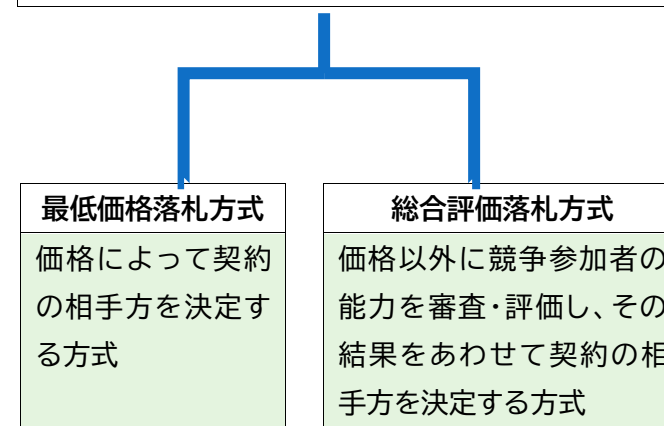 最低価格落札方式
価格によって契約
の相手方を決定す
る方式
総合評価落札方式
価格以外に競争参加者の
能力を審査・評価し、その
結果をあわせて契約の相
手方を決定する方式